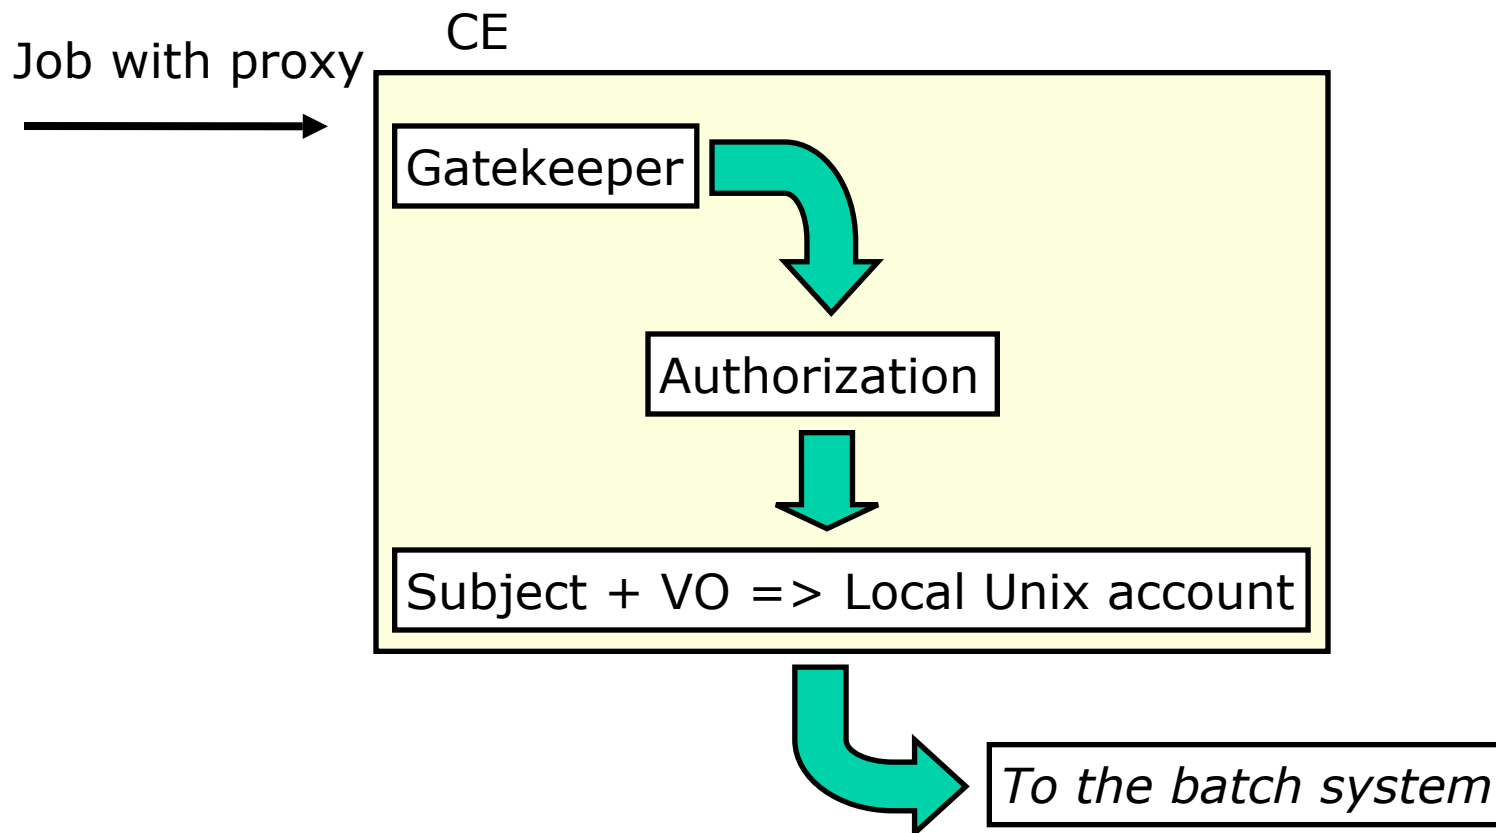 CE
Job with proxy
Gatekeeper
Authorization
Subject + VO => Local Unix account
To the batch system